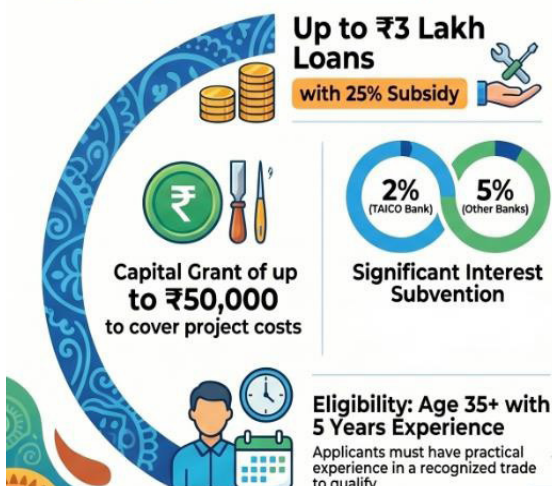 Up to ₹3 Lakh
Loans
with 25% Subsidy
₹
Capital Grant of up
to ₹50,000
to cover project costs
2%
(TAICO Bank)
5%
(Other Banks)
Significant Interest
Subvention
Eligibility: Age 35+ with
5 Years Experience
Applicants must have practical
experience in a recognized trade
to qualify